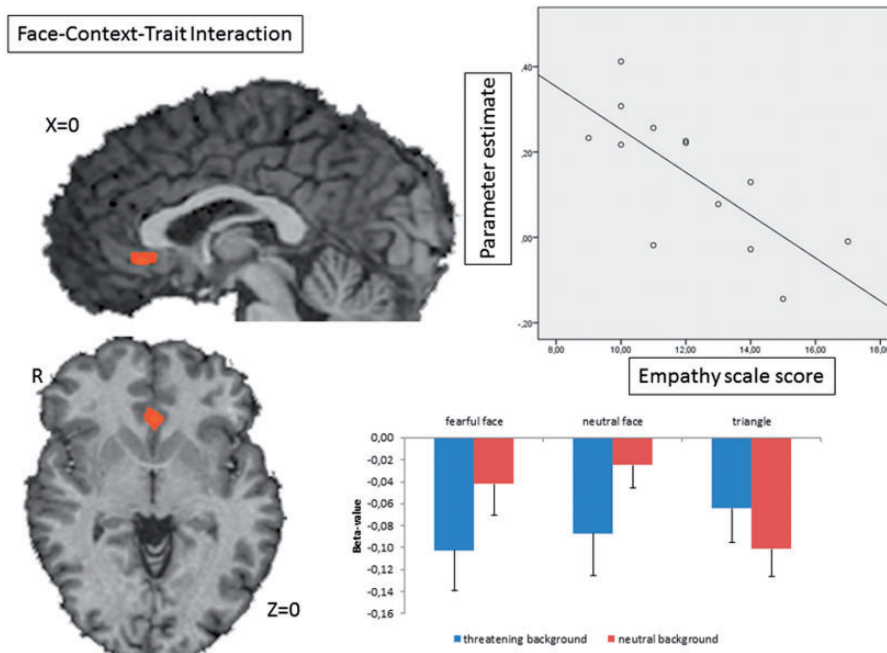 Face-Context-Trait Interaction
X=0
R
Z=0
Parameter estimate
,40
,20
,00
-,20
8,00 10,00 12,00 14,00 16,00 18,0
Empathy scale score
fearful face neutral face triangle
Beta-value
0,00
-0,02
-0,04
-0,06
-0,08
-0,10
-0,12
-0,14
-0,16
threatening background neutral background